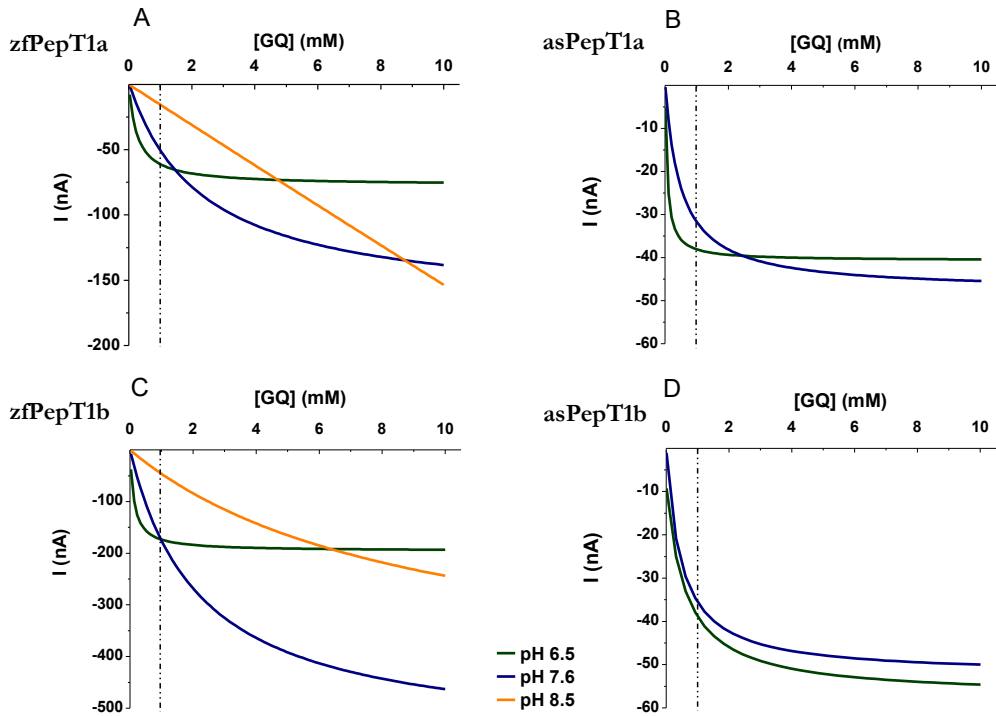 A
zfPepT1a
[GQ] (mM)
0 2 4 6 8 10
-50
-100
-150
-200
I (nA)
B
asPepT1a
[GQ] (mM)
0 2 4 6 8 10
-10
-20
-30
-40
-50
-60
I (nA)
C
zfPepT1b
[GQ] (mM)
0 2 4 6 8 10
-100
-200
-300
-400
-500
I (nA)
D
asPepT1b
[GQ] (mM)
0 2 4 6 8 10
-10
-20
-30
-40
-50
-60
I (nA)
pH 6.5
pH 7.6
pH 8.5